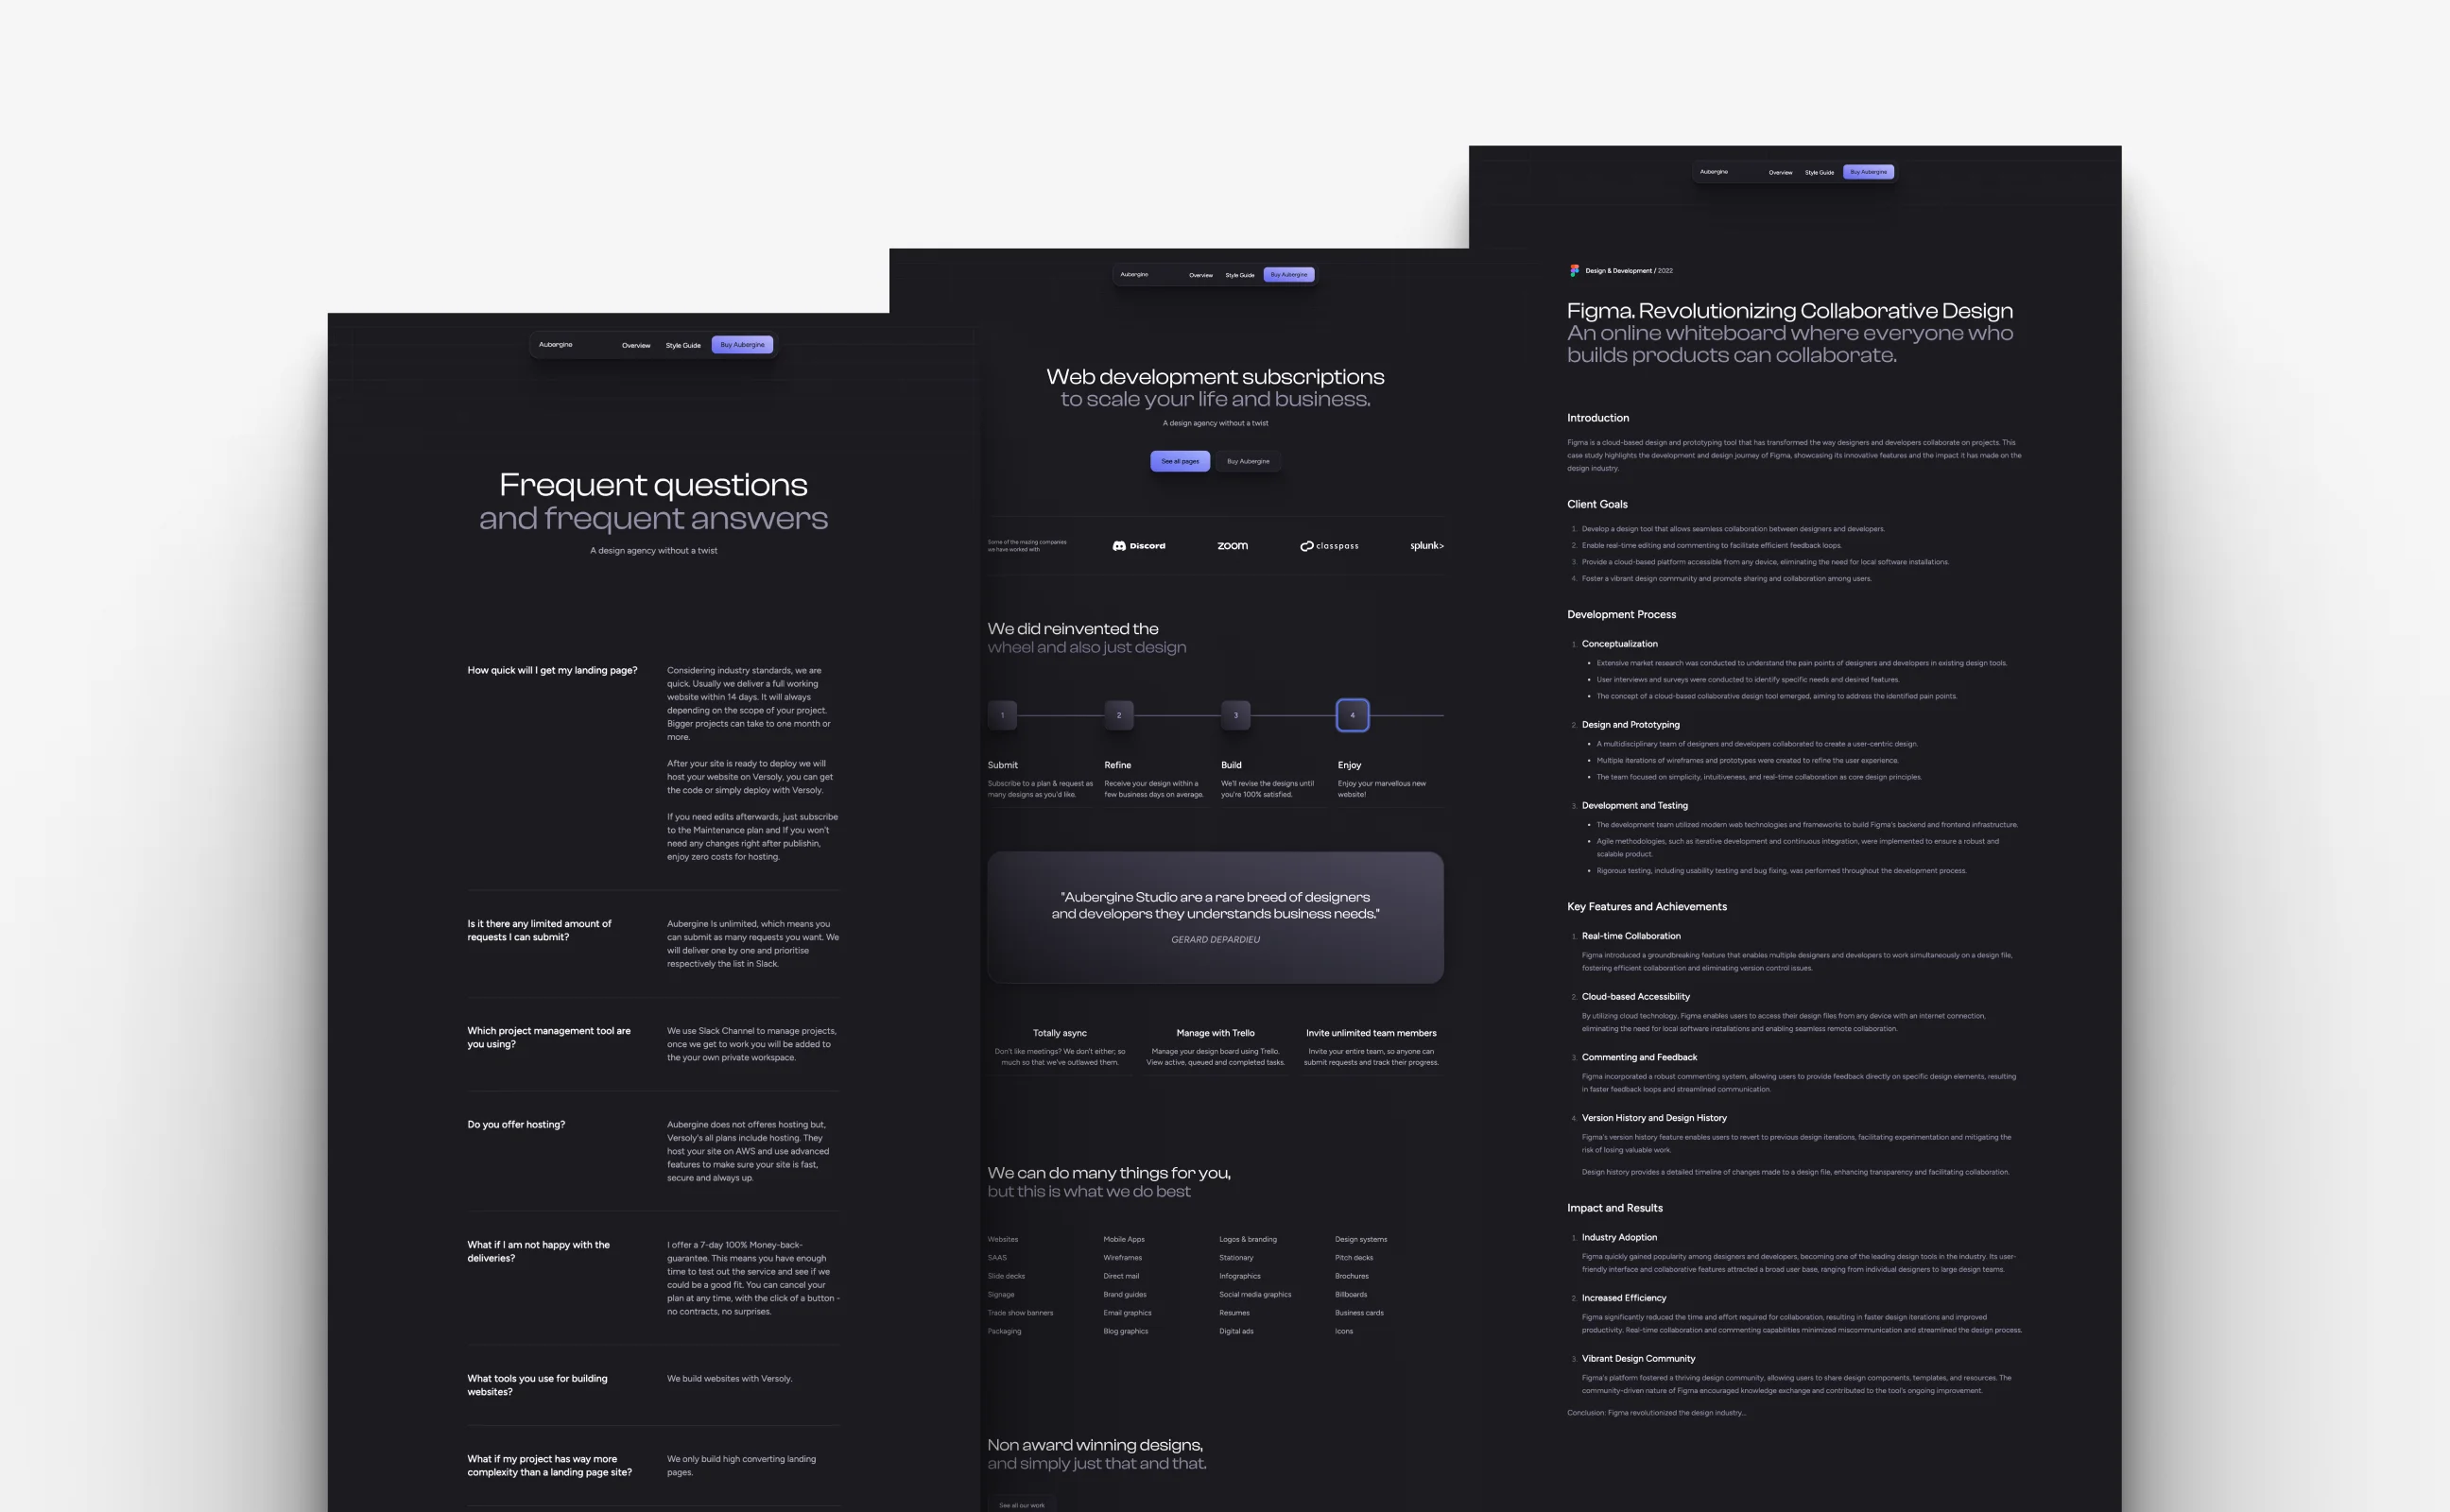 Aubergine
Overview
Style Guide
Buy Aubergine
Frequent questions
and frequent answers
A design agency without a twist
How quick will I get my landing page?
Considering industry standards, we are
quick. Usually we deliver a full working
website within 14 days. It will always
depending on the scope of your project.
Bigger projects can take to one month or
more.
After your site is ready to deploy we will
host your website on Versoly, you can get
the code or simply deploy with Versoly.
If you need edits afterwards, just subscribe
to the Maintenance plan and If you won't
need any changes right after publishin,
enjoy zero costs for hosting.
Is it there any limited amount of
requests I can submit?
Aubergine Is unlimited, which means you
can submit as many requests you want. We
will deliver one by one and prioritise
respectively the list in Slack.
Which project management tool are
you using?
We use Slack Channel to manage projects,
once we get to work you will be added to
the your own private workspace.
Do you offer hosting?
Aubergine does not offeres hosting but,
Versoly's all plans include hosting. They
host your site on AWS and use advanced
features to make sure your site is fast,
secure and always up.
What if I am not happy with the
deliveries?
I offer a 7-day 100% Money-back-
guarantee. This means you have enough
time to test out the service and see if we
could be a good fit. You can cancel your
plan at any time, with the click of a button -
no contracts, no surprises.
What tools you use for building
websites?
We build websites with Versoly.
What if my project has way more
complexity than a landing page site?
We only build high converting landing
pages.
Aubergine
Overview
Style Guide
Buy Aubergine
Web development subscriptions
to scale your life and business.
A design agency without a twist
See all pages
Buy Aubergine
Some of the mazing companies
we have worked with
Discord
zoom
classpass
splunk>
We did reinvented the
wheel and also just design
1
2
3
4
Submit
Subscribe to a plan & request as
many designs as you'd like.
Refine
Receive your design within a
few business days on average.
Build
We'll revise the designs until
you're 100% satisfied.
Enjoy
Enjoy your marvellous new
website!
"Aubergine Studio are a rare breed of designers
and developers they understands business needs."
GERARD DEPARDIEU
Totally async
Don't like meetings? We don't either; so
much so that we've outlawed them.
Manage with Trello
Manage your design board using Trello.
View active, queued and completed tasks.
Invite unlimited team members
Invite your entire team, so anyone can
submit requests and track their progress.
We can do many things for you,
but this is what we do best
Websites
SAAS
Slide decks
Signage
Trade show banners
Packaging
Mobile Apps
Wireframes
Direct mail
Brand guides
Email graphics
Blog graphics
Logos & branding
Stationary
Infographics
Social media graphics
Resumes
Digital ads
Design systems
Pitch decks
Brochures
Billboards
Business cards
Icons
Non award winning designs,
and simply just that and that.
See all our work
Aubergine
Overview
Style Guide
Buy Aubergine
Design & Development / 2022
Figma. Revolutionizing Collaborative Design
An online whiteboard where everyone who
builds products can collaborate.
Introduction
Figma is a cloud-based design and prototyping tool that has transformed the way designers and developers collaborate on projects. This
case study highlights the development and design journey of Figma, showcasing its innovative features and the impact it has made on the
design industry.
Client Goals
1. Develop a design tool that allows seamless collaboration between designers and developers.
2. Enable real-time editing and commenting to facilitate efficient feedback loops.
3. Provide a cloud-based platform accessible from any device, eliminating the need for local software installations.
4. Foster a vibrant design community and promote sharing and collaboration among users.
Development Process
1. Conceptualization
• Extensive market research was conducted to understand the pain points of designers and developers in existing design tools.
• User interviews and surveys were conducted to identify specific needs and desired features.
• The concept of a cloud-based collaborative design tool emerged, aiming to address the identified pain points.
2. Design and Prototyping
• A multidisciplinary team of designers and developers collaborated to create a user-centric design.
• Multiple iterations of wireframes and prototypes were created to refine the user experience.
• The team focused on simplicity, intuitiveness, and real-time collaboration as core design principles.
3. Development and Testing
• The development team utilized modern web technologies and frameworks to build Figma's backend and frontend infrastructure.
• Agile methodologies, such as iterative development and continuous integration, were implemented to ensure a robust and
scalable product.
• Rigorous testing, including usability testing and bug fixing, was performed throughout the development process.
Key Features and Achievements
1. Real-time Collaboration
Figma introduced a groundbreaking feature that enables multiple designers and developers to work simultaneously on a design file,
fostering efficient collaboration and eliminating version control issues.
2. Cloud-based Accessibility
By utilizing cloud technology, Figma enables users to access their design files from any device with an internet connection,
eliminating the need for local software installations and enabling seamless remote collaboration.
3. Commenting and Feedback
Figma incorporated a robust commenting system, allowing users to provide feedback directly on specific design elements, resulting
in faster feedback loops and streamlined communication.
4. Version History and Design History
Figma's version history feature enables users to revert to previous design iterations, facilitating experimentation and mitigating the
risk of losing valuable work.
Design history provides a detailed timeline of changes made to a design file, enhancing transparency and facilitating collaboration.
Impact and Results
1. Industry Adoption
Figma quickly gained popularity among designers and developers, becoming one of the leading design tools in the industry. Its user-
friendly interface and collaborative features attracted a broad user base, ranging from individual designers to large design teams.
2. Increased Efficiency
Figma significantly reduced the time and effort required for collaboration, resulting in faster design iterations and improved
productivity. Real-time collaboration and commenting capabilities minimized miscommunication and streamlined the design process.
3. Vibrant Design Community
Figma's platform fostered a thriving design community, allowing users to share design components, templates, and resources. The
community-driven nature of Figma encouraged knowledge exchange and contributed to the tool's ongoing improvement.
Conclusion: Figma revolutionized the design industry...